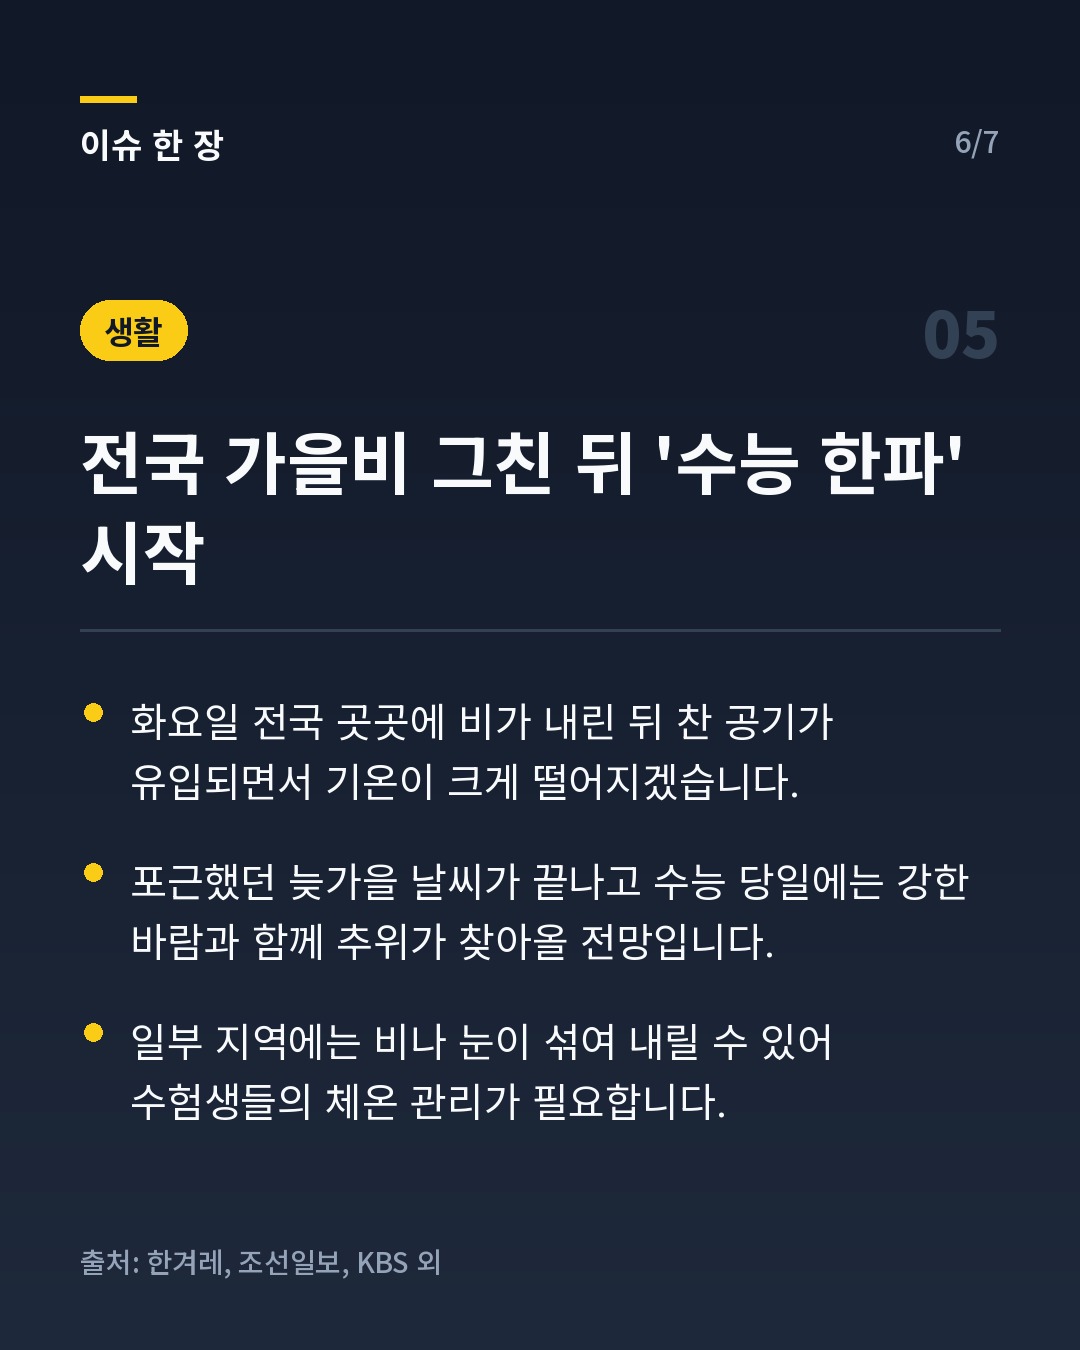 이슈 한 장
6/7
생활
05
전국 가을비 그친 뒤 '수능 한파'
시작
화요일 전국 곳곳에 비가 내린 뒤 찬 공기가
유입되면서 기온이 크게 떨어지겠습니다.
포근했던 늦가을 날씨가 끝나고 수능 당일에는 강한
바람과 함께 추위가 찾아올 전망입니다.
일부 지역에는 비나 눈이 섞여 내릴 수 있어
수험생들의 체온 관리가 필요합니다.
출처: 한겨레, 조선일보, KBS 외